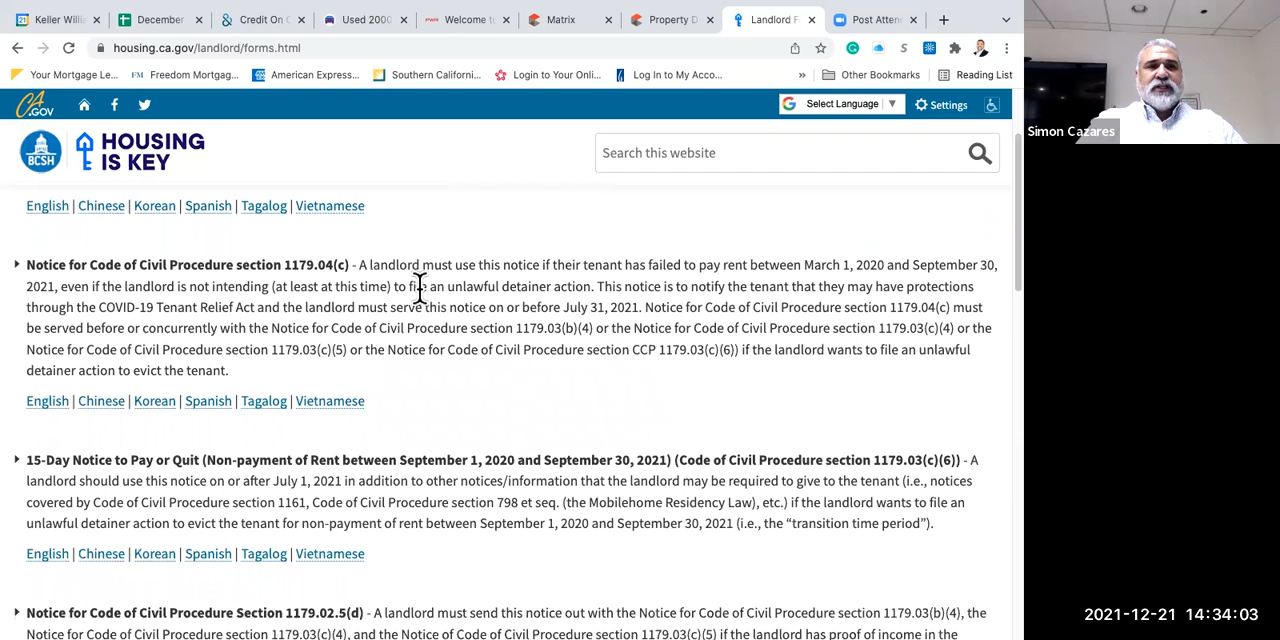 Keller Willi
December
Credit On C
Used 2000
Welcome to
Matrix
Property D
Landlord F
Post Atten
housing.ca.gov/landlord/forms.html
Your Mortgage Le...
Freedom Mortgag...
American Express...
Southern Californi...
Login to Your Onli...
Log In to My Acco...
Other Bookmarks
Reading List
CA.GOV
Select Language
Settings
BCSH
HOUSING
IS KEY
Search this website
Simon Cazares
English | Chinese | Korean | Spanish | Tagalog | Vietnamese
Notice for Code of Civil Procedure section 1179.04(c) - A landlord must use this notice if their tenant has failed to pay rent between March 1, 2020 and September 30,
2021, even if the landlord is not intending (at least at this time) to file an unlawful detainer action. This notice is to notify the tenant that they may have protections
through the COVID-19 Tenant Relief Act and the landlord must serve this notice on or before July 31, 2021. Notice for Code of Civil Procedure section 1179.04(c) must
be served before or concurrently with the Notice for Code of Civil Procedure section 1179.03(b)(4) or the Notice for Code of Civil Procedure section 1179.03(c)(4) or the
Notice for Code of Civil Procedure section 1179.03(c)(5) or the Notice for Code of Civil Procedure section CCP 1179.03(c)(6)) if the landlord wants to file an unlawful
detainer action to evict the tenant.
English | Chinese | Korean | Spanish | Tagalog | Vietnamese
15-Day Notice to Pay or Quit (Non-payment of Rent between September 1, 2020 and September 30, 2021) (Code of Civil Procedure section 1179.03(c)(6)) - A
landlord should use this notice on or after July 1, 2021 in addition to other notices/information that the landlord may be required to give to the tenant (i.e., notices
covered by Code of Civil Procedure section 1161, Code of Civil Procedure section 798 et seq. (the Mobilehome Residency Law), etc.) if the landlord wants to file an
unlawful detainer action to evict the tenant for non-payment of rent between September 1, 2020 and September 30, 2021 (i.e., the “transition time period”).
English | Chinese | Korean | Spanish | Tagalog | Vietnamese
Notice for Code of Civil Procedure Section 1179.02.5(d) - A landlord must send this notice out with the Notice for Code of Civil Procedure section 1179.03(b)(4), the
Notice for Code of Civil Procedure section 1179.03(c)(4), and the Notice of Code of Civil Procedure section 1179.03(c)(5) if the landlord has proof of income in the
2021-12-21 14:34:03